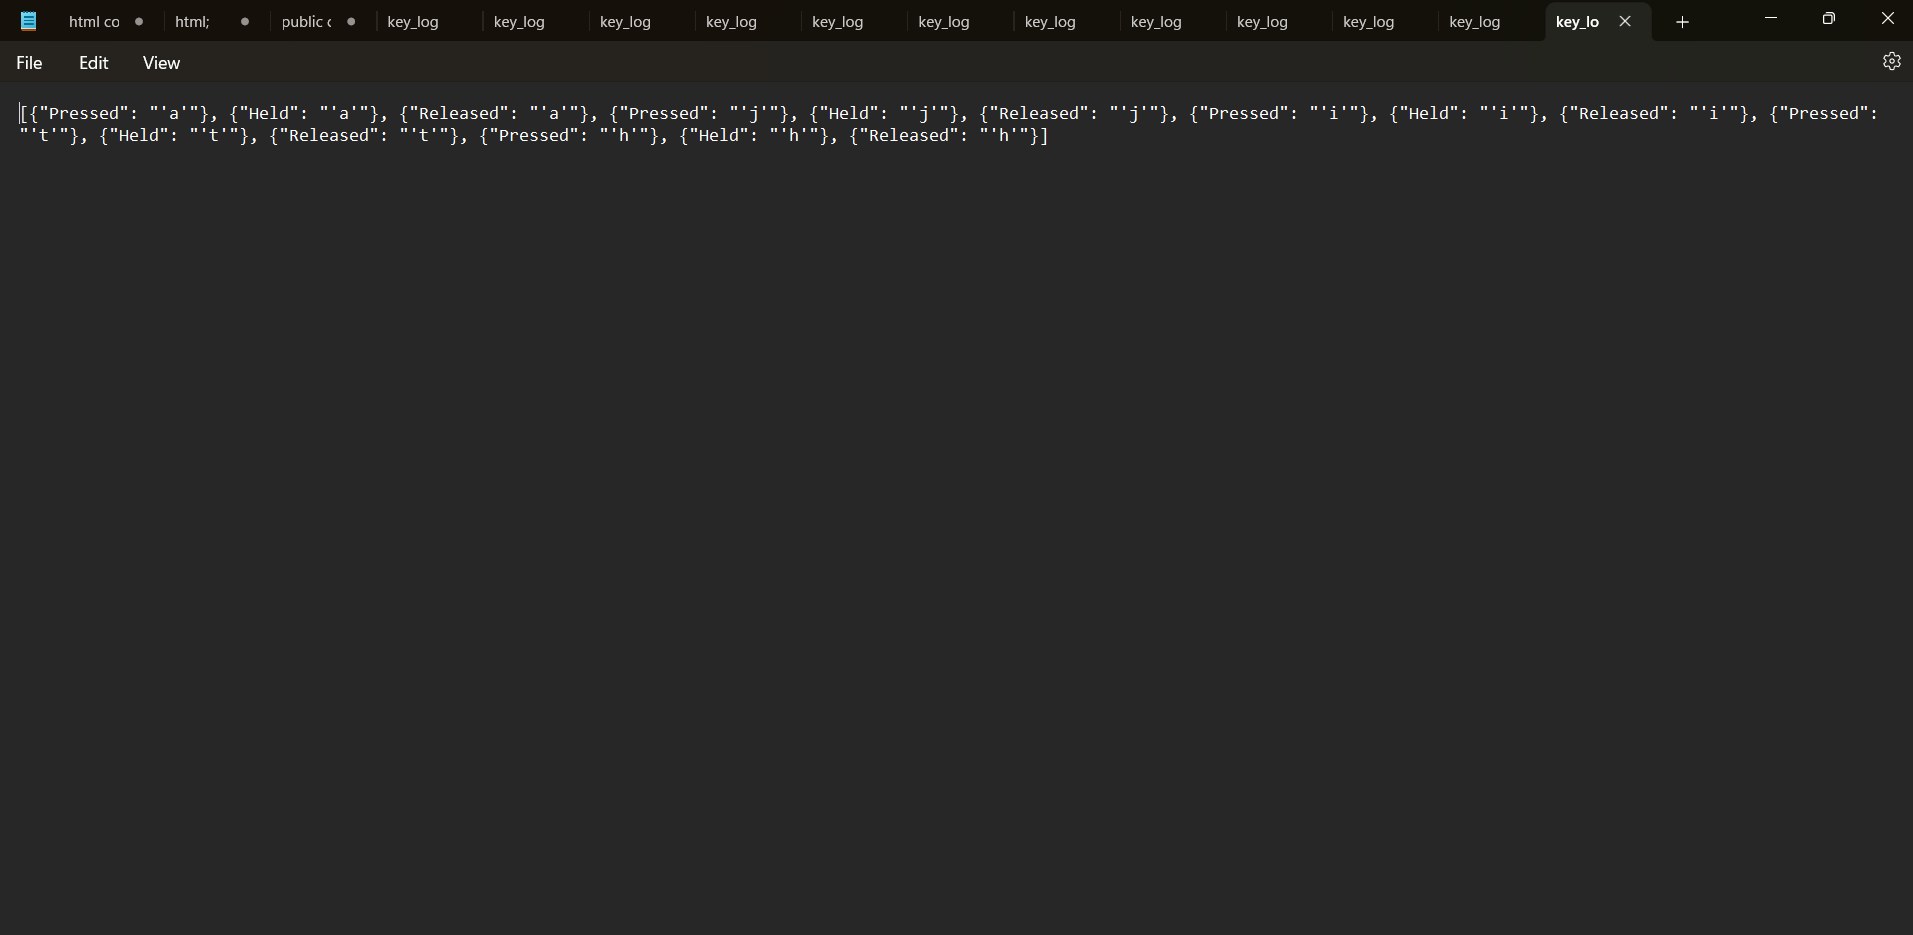 html co html; public c key_log key_log key_log key_log key_log key_log key_log key_log key_log key_log key_log key_lo
File Edit View
[{"Pressed": "'a'"}, {"Held": "'a'"}, {"Released": "'a'"}, {"Pressed": "'j'"}, {"Held": "'j'"}, {"Released": "'j'"}, {"Pressed": "'i'"}, {"Held": "'i'"}, {"Released": "'i'"}, {"Pressed":
"'t'"}, {"Held": "'t'"}, {"Released": "'t'"}, {"Pressed": "'h'"}, {"Held": "'h'"}, {"Released": "'h'"}]